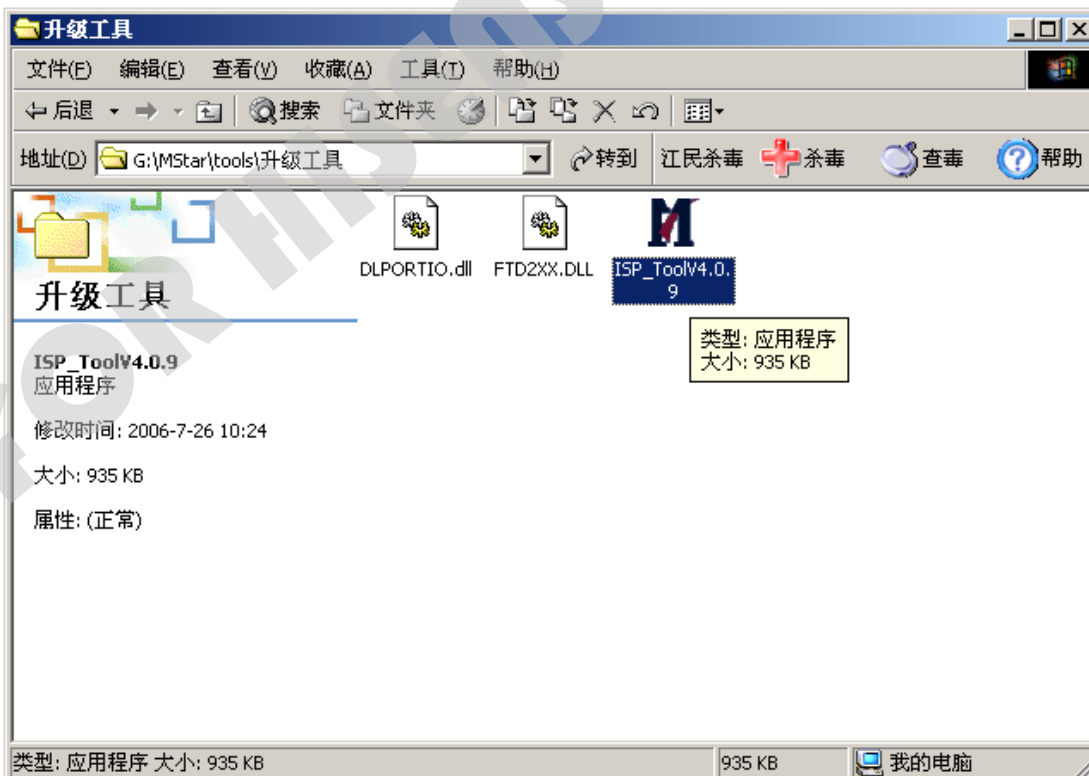 升级工具
文件(F) 编辑(E) 查看(V) 收藏(A) 工具(T) 帮助(H)
后退 搜索 文件夹
地址(D) G:\MStar\tools\升级工具 转到 江民杀毒 杀毒 查毒 帮助
DLPORTIO.dll FTD2XX.DLL ISP_ToolV4.0.
9
升级工具
类型: 应用程序
大小: 935 KB
ISP_ToolV4.0.9
应用程序
修改时间: 2006-7-26 10:24
大小: 935 KB
属性: (正常)
类型: 应用程序 大小: 935 KB 935 KB 我的电脑
FOR HISENS